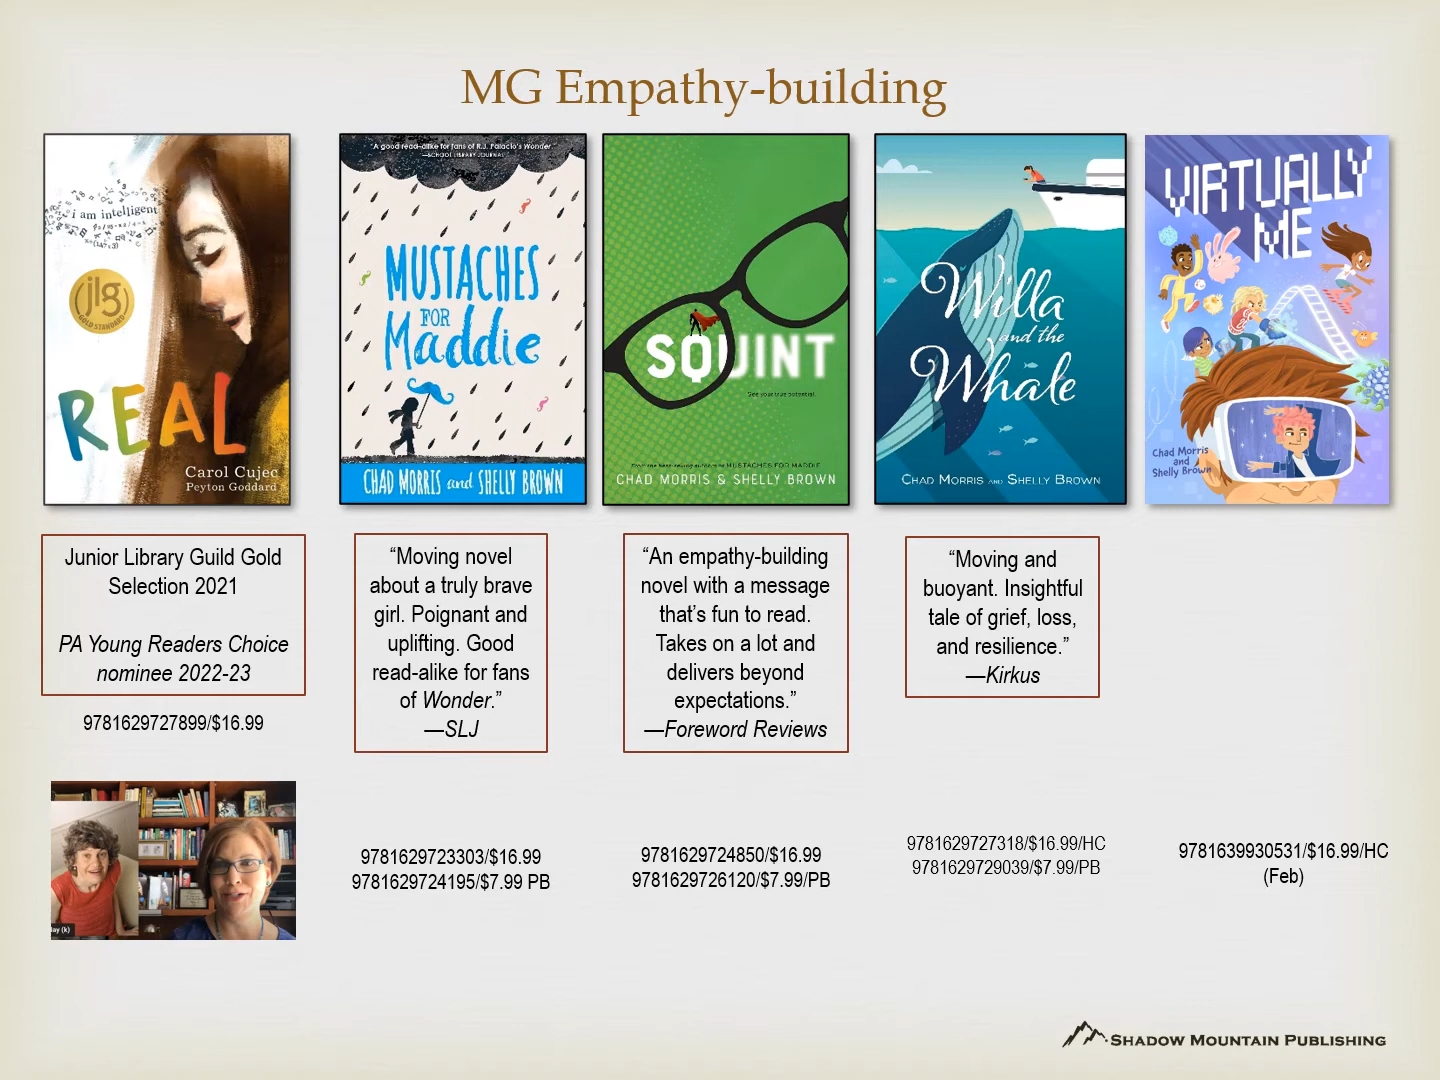 MG Empathy-building
i am intelligent
jlg
GOLD STANDARD
REAL
Carol Cujec
Peyton Goddard
"A good read-alike for fans of R.J. Palacio's Wonder."
—SCHOOL LIBRARY JOURNAL
MUSTACHES
FOR
Maddie
CHAD MORRIS and SHELLY BROWN
SQUINT
See your true potential.
From the best-selling authors of MUSTACHES FOR MADDIE
CHAD MORRIS & SHELLY BROWN
Willa
and the
Whale
CHAD MORRIS AND SHELLY BROWN
VIRTUALLY
ME
Chad Morris
and
Shelly Brown
Junior Library Guild Gold
Selection 2021
PA Young Readers Choice
nominee 2022-23
9781629727899/$16.99
“Moving novel
about a truly brave
girl. Poignant and
uplifting. Good
read-alike for fans
of Wonder.”
—SLJ
“An empathy-building
novel with a message
that’s fun to read.
Takes on a lot and
delivers beyond
expectations.”
—Foreword Reviews
“Moving and
buoyant. Insightful
tale of grief, loss,
and resilience.”
—Kirkus
9781629723303/$16.99
9781629724195/$7.99 PB
9781629724850/$16.99
9781629726120/$7.99/PB
9781629727318/$16.99/HC
9781629729039/$7.99/PB
9781639930531/$16.99/HC
(Feb)
lay (k)
SHADOW MOUNTAIN PUBLISHING